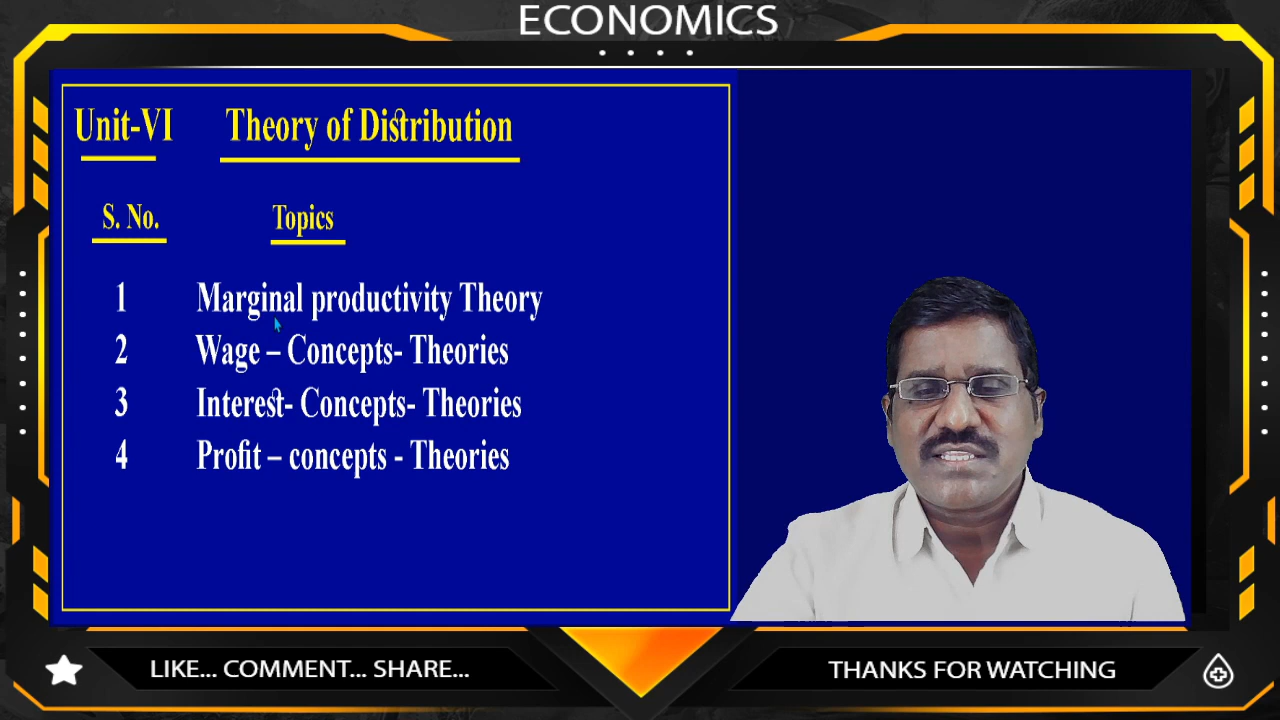 ECONOMICS
Unit-VI Theory of Distribution
S. No. Topics
1 Marginal productivity Theory
2 Wage – Concepts- Theories
3 Interest- Concepts- Theories
4 Profit – concepts - Theories
LIKE... COMMENT... SHARE...
THANKS FOR WATCHING